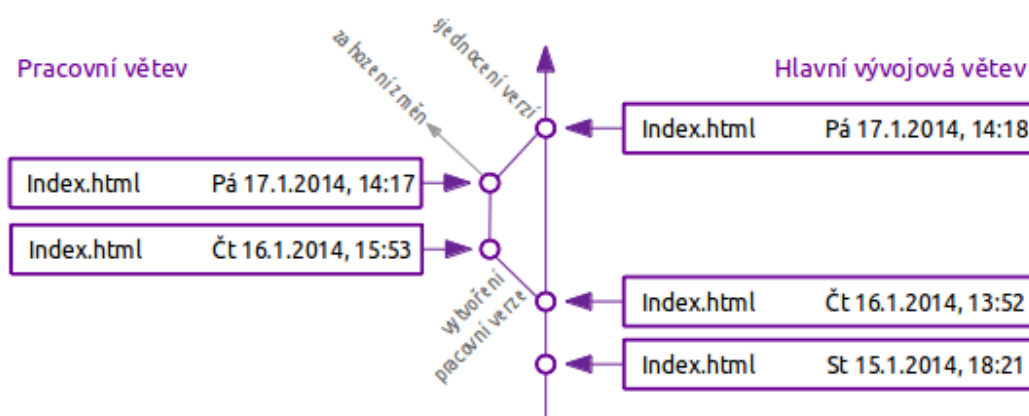 Pracovní větev
zahození změn
sjednocení verzí
Hlavní vývojová větev
Index.html Pá 17.1.2014, 14:18
Index.html Pá 17.1.2014, 14:17
Index.html Čt 16.1.2014, 15:53
vytvoření
pracovní verze
Index.html Čt 16.1.2014, 13:52
Index.html St 15.1.2014, 18:21